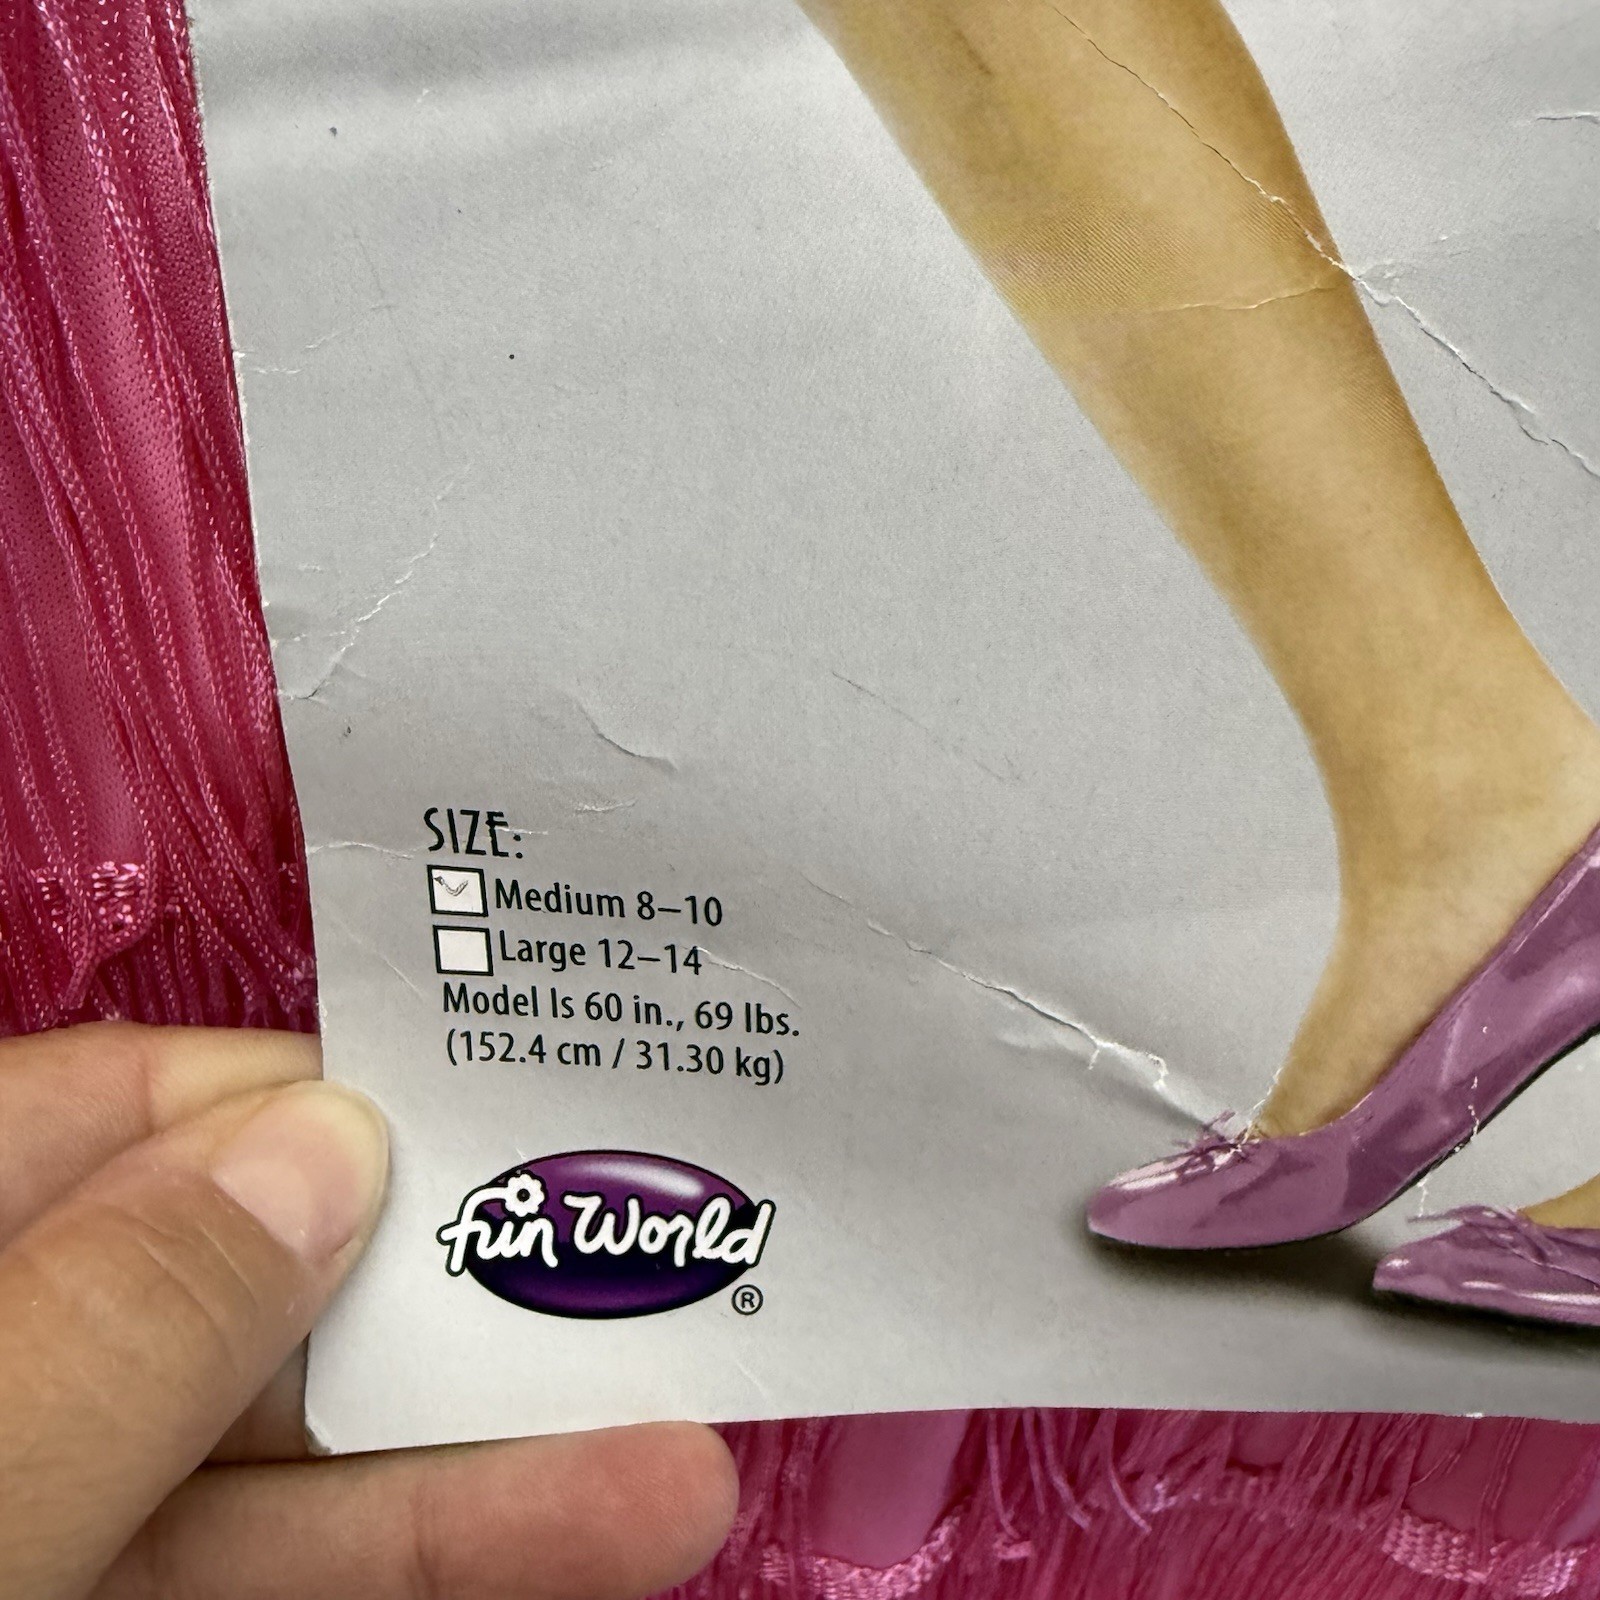 SIZE:
Medium 8–10
Large 12–14
Model Is 60 in., 69 lbs.
(152.4 cm / 31.30 kg)
fun World
®